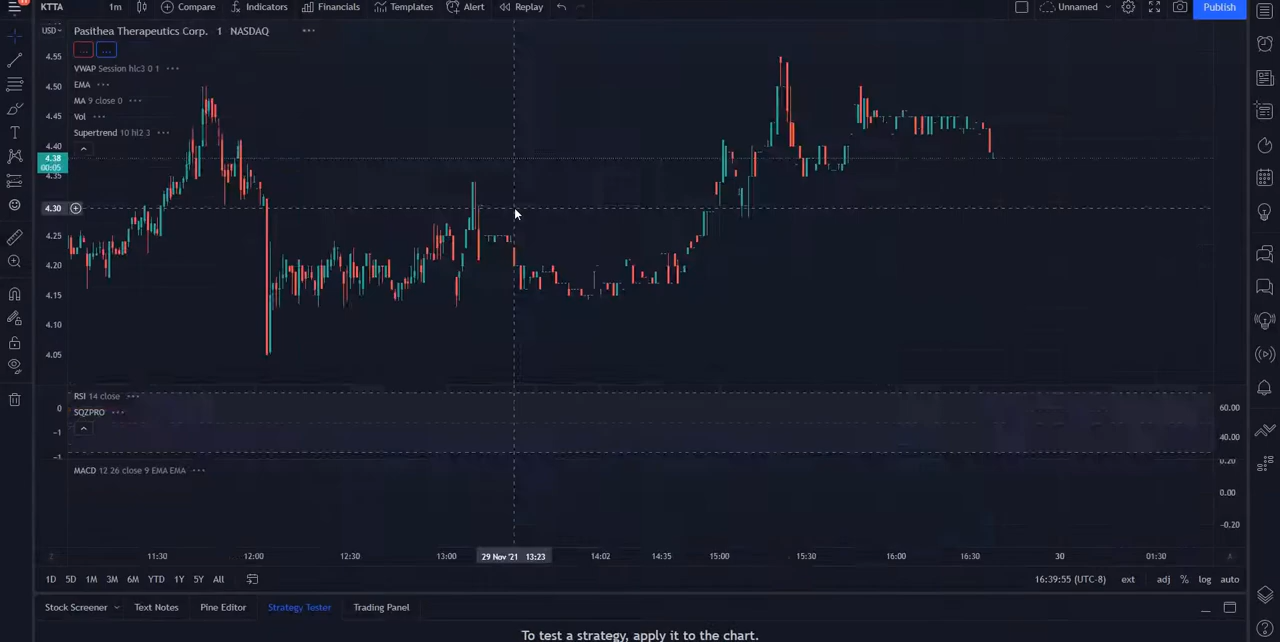 KTTA 1m Compare Indicators Financials Templates Alert Replay Unnamed Publish
USD Pasithea Therapeutics Corp. 1 NASDAQ
4.55
VWAP Session hlc3 0 1
EMA
4.50
MA 9 close 0
4.45
Vol
Supertrend 10 hl2 3
4.40
4.38
00:05
4.35
4.30
4.25
4.20
4.15
4.10
4.05
RSI 14 close
0
60.00
SQZPRO
−1
40.00
−1
0.20
MACD 12 26 close 9 EMA EMA
0.00
−0.20
11:30 12:00 12:30 13:00 29 Nov '21 13:23 14:02 14:35 15:00 15:30 16:00 16:30 30 01:30
1D 5D 1M 3M 6M YTD 1Y 5Y All 16:39:55 (UTC-8) ext adj % log auto
Stock Screener Text Notes Pine Editor Strategy Tester Trading Panel
To test a strategy, apply it to the chart.